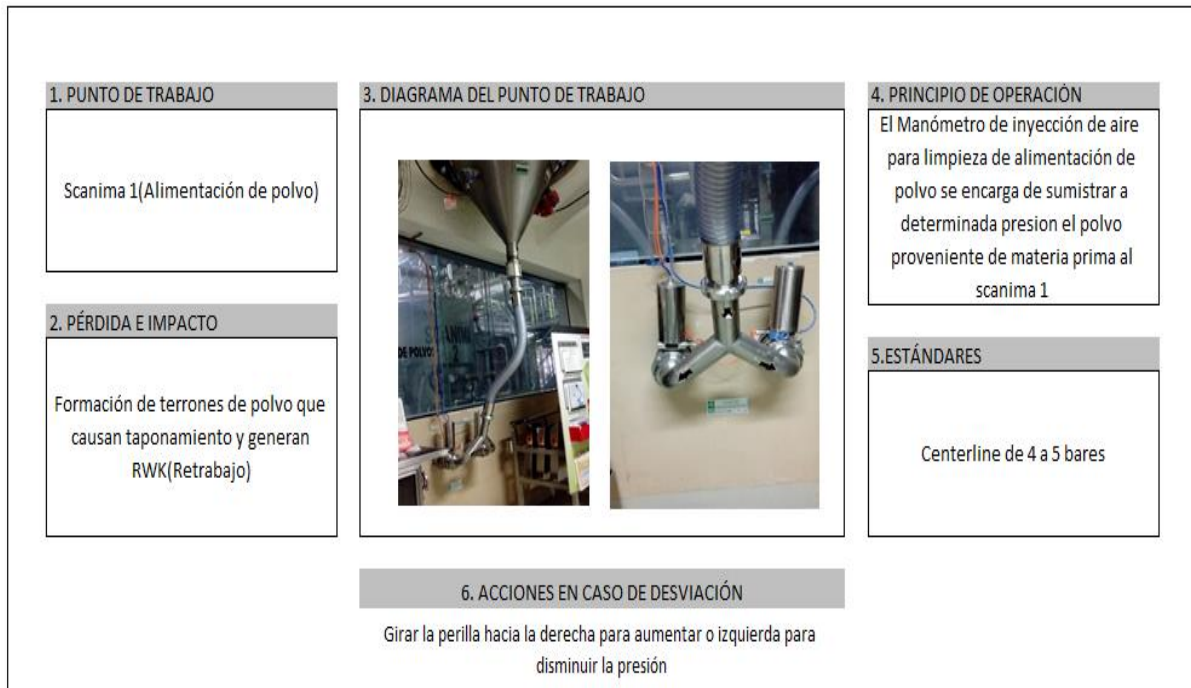 1. PUNTO DE TRABAJO
Scanima 1(Alimentación de polvo)
2. PÉRDIDA E IMPACTO
Formación de terrones de polvo que
causan taponamiento y generan
RWK(Retrabajo)
3. DIAGRAMA DEL PUNTO DE TRABAJO
DE POLVOS
2
4. PRINCIPIO DE OPERACIÒN
El Manómetro de inyección de aire
para limpieza de alimentación de
polvo se encarga de sumistrar a
determinada presion el polvo
proveniente de materia prima al
scanima 1
5.ESTÁNDARES
Centerline de 4 a 5 bares
6. ACCIONES EN CASO DE DESVIACIÓN
Girar la perilla hacia la derecha para aumentar o izquierda para
disminuir la presión